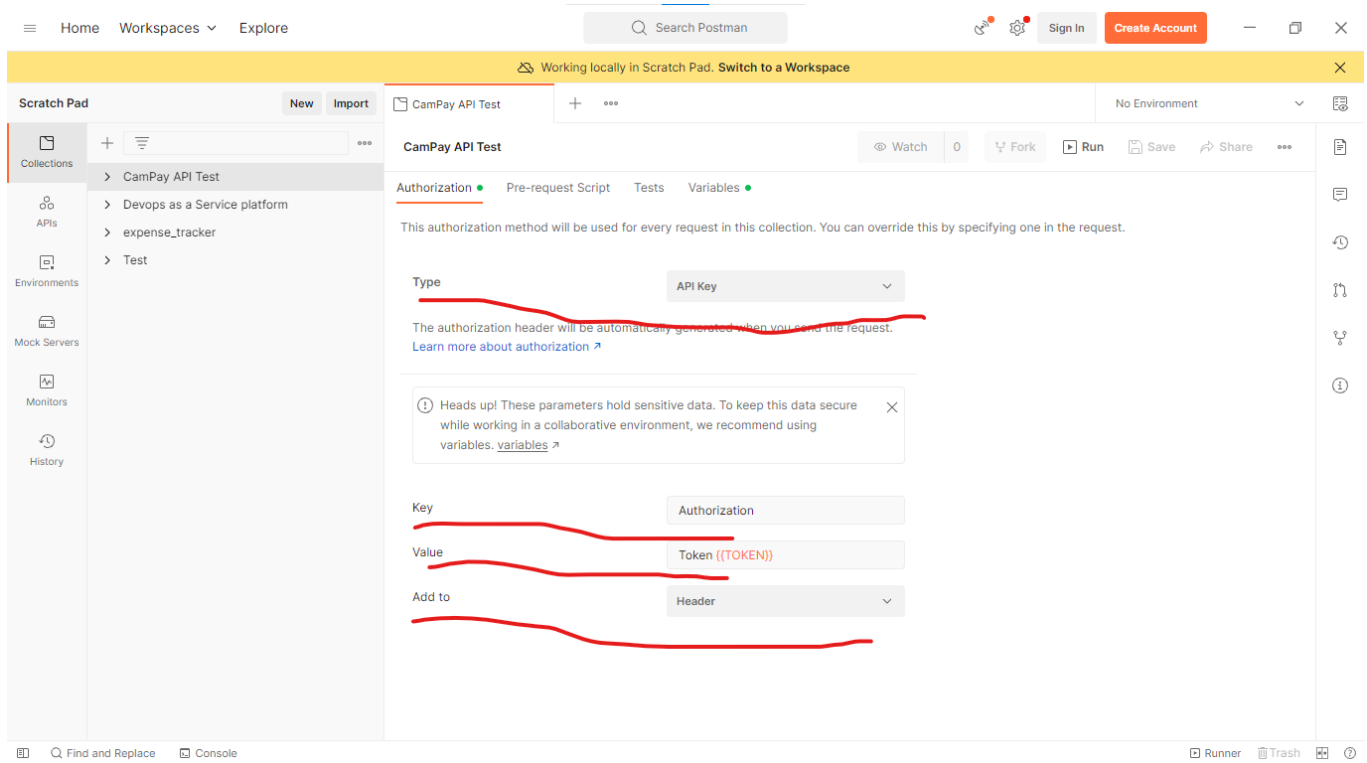 Home Workspaces Explore Search Postman Sign In Create Account
Working locally in Scratch Pad. Switch to a Workspace
Scratch Pad New Import CamPay API Test No Environment
Collections
APIs
Environments
Mock Servers
Monitors
History
CamPay API Test
Devops as a Service platform
expense_tracker
Test
CamPay API Test Watch 0 Fork Run Save Share
Authorization Pre-request Script Tests Variables
This authorization method will be used for every request in this collection. You can override this by specifying one in the request.
Type API Key
The authorization header will be automatically generated when you send the request.
Learn more about authorization ↗
Heads up! These parameters hold sensitive data. To keep this data secure
while working in a collaborative environment, we recommend using
variables. variables ↗
Key Authorization
Value Token {{TOKEN}}
Add to Header
Find and Replace Console Runner Trash